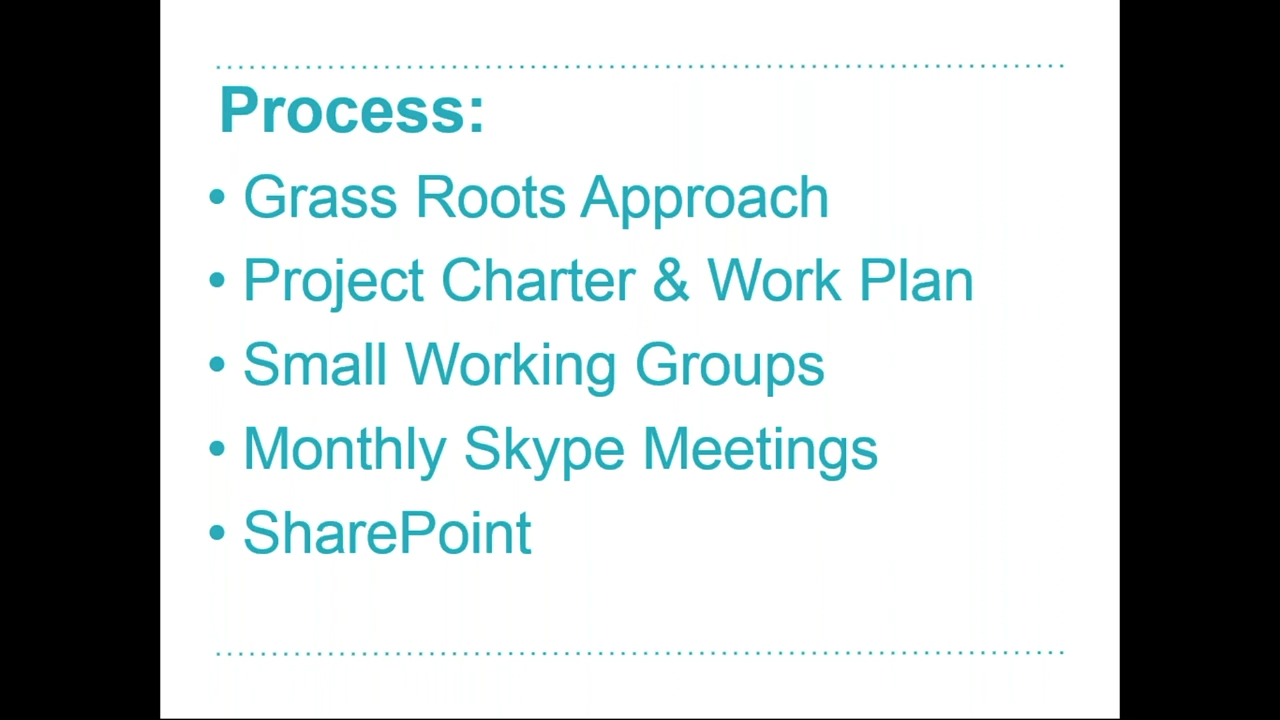 Process:
• Grass Roots Approach
• Project Charter & Work Plan
• Small Working Groups
• Monthly Skype Meetings
• SharePoint